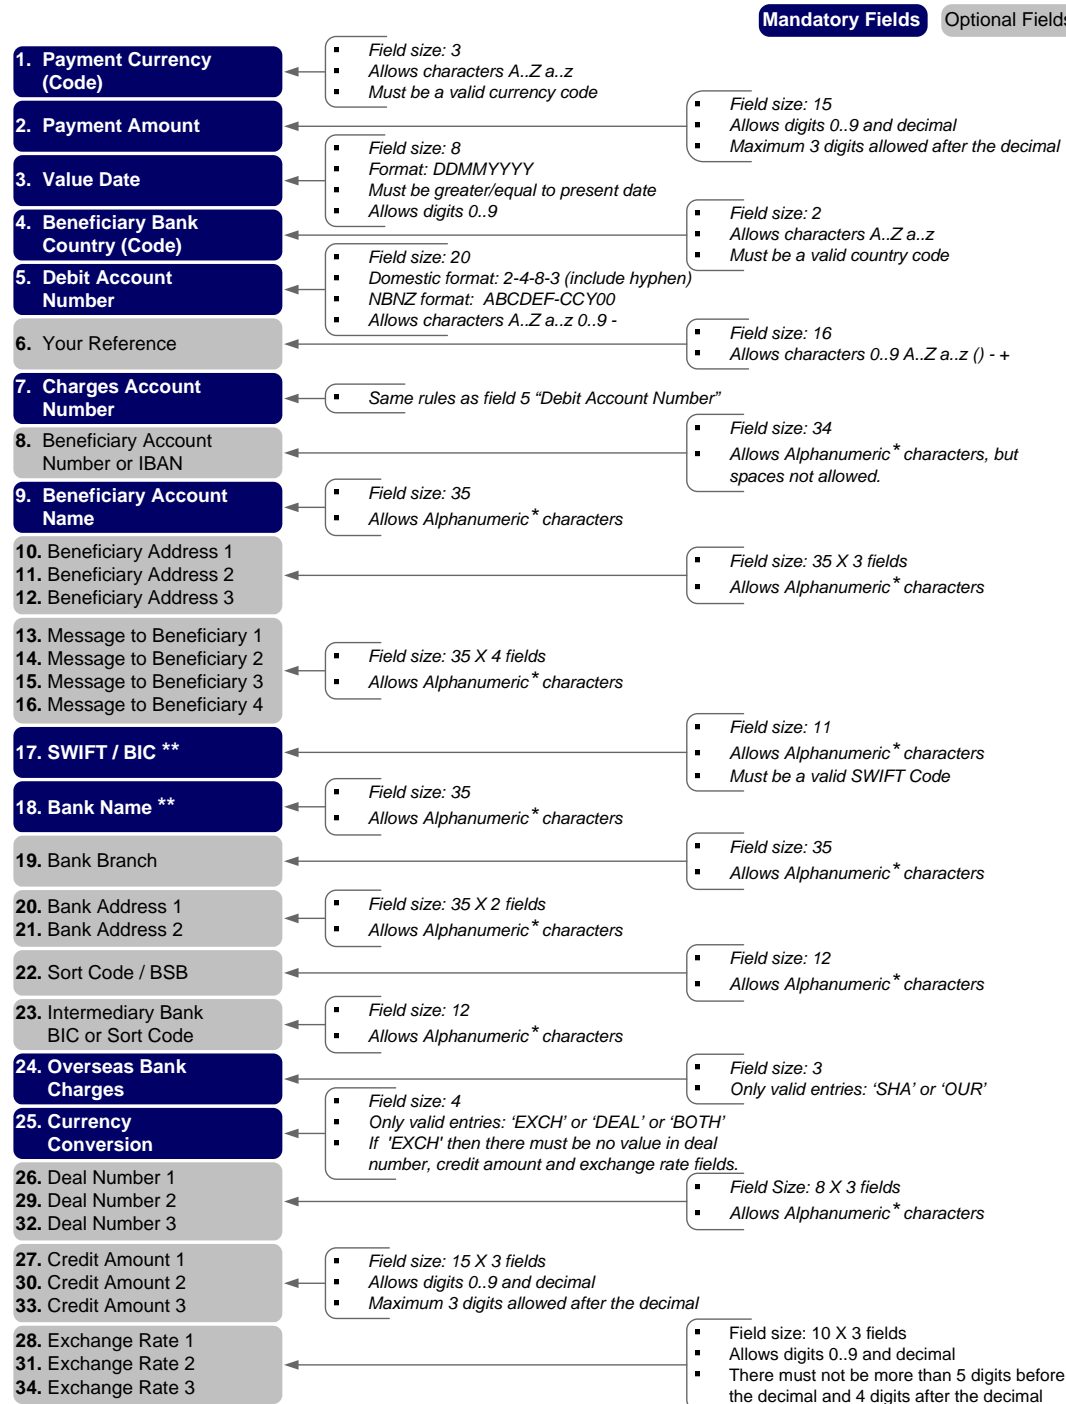 Mandatory Fields
Optional Fields
1. Payment Currency
(Code)
▪ Field size: 3
▪ Allows characters A..Z a..z
▪ Must be a valid currency code
2. Payment Amount
▪ Field size: 15
▪ Allows digits 0..9 and decimal
▪ Maximum 3 digits allowed after the decimal
3. Value Date
▪ Field size: 8
▪ Format: DDMMYYYY
▪ Must be greater/equal to present date
▪ Allows digits 0..9
4. Beneficiary Bank
Country (Code)
▪ Field size: 2
▪ Allows characters A..Z a..z
▪ Must be a valid country code
5. Debit Account
Number
▪ Field size: 20
▪ Domestic format: 2-4-8-3 (include hyphen)
▪ NBNZ format: ABCDEF-CCY00
▪ Allows characters A..Z a..z 0..9 -
6. Your Reference
▪ Field size: 16
▪ Allows characters 0..9 A..Z a..z () - +
7. Charges Account
Number
▪ Same rules as field 5 “Debit Account Number”
8. Beneficiary Account
Number or IBAN
▪ Field size: 34
▪ Allows Alphanumeric* characters, but
spaces not allowed.
9. Beneficiary Account
Name
▪ Field size: 35
▪ Allows Alphanumeric* characters
10. Beneficiary Address 1
11. Beneficiary Address 2
12. Beneficiary Address 3
▪ Field size: 35 X 3 fields
▪ Allows Alphanumeric* characters
13. Message to Beneficiary 1
14. Message to Beneficiary 2
15. Message to Beneficiary 3
16. Message to Beneficiary 4
▪ Field size: 35 X 4 fields
▪ Allows Alphanumeric* characters
17. SWIFT / BIC **
▪ Field size: 11
▪ Allows Alphanumeric* characters
▪ Must be a valid SWIFT Code
18. Bank Name **
▪ Field size: 35
▪ Allows Alphanumeric* characters
19. Bank Branch
▪ Field size: 35
▪ Allows Alphanumeric* characters
20. Bank Address 1
21. Bank Address 2
▪ Field size: 35 X 2 fields
▪ Allows Alphanumeric* characters
22. Sort Code / BSB
▪ Field size: 12
▪ Allows Alphanumeric* characters
23. Intermediary Bank
BIC or Sort Code
▪ Field size: 12
▪ Allows Alphanumeric* characters
24. Overseas Bank
Charges
▪ Field size: 3
▪ Only valid entries: ‘SHA’ or ‘OUR’
25. Currency
Conversion
▪ Field size: 4
▪ Only valid entries: ‘EXCH’ or ‘DEAL’ or ‘BOTH’
▪ If 'EXCH' then there must be no value in deal
number, credit amount and exchange rate fields.
26. Deal Number 1
29. Deal Number 2
32. Deal Number 3
▪ Field Size: 8 X 3 fields
▪ Allows Alphanumeric* characters
27. Credit Amount 1
30. Credit Amount 2
33. Credit Amount 3
▪ Field size: 15 X 3 fields
▪ Allows digits 0..9 and decimal
▪ Maximum 3 digits allowed after the decimal
28. Exchange Rate 1
31. Exchange Rate 2
34. Exchange Rate 3
▪ Field size: 10 X 3 fields
▪ Allows digits 0..9 and decimal
▪ There must not be more than 5 digits before
the decimal and 4 digits after the decimal